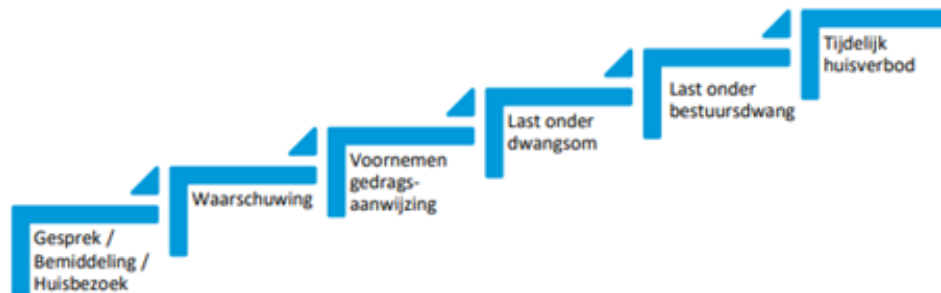 Gesprek /
Bemiddeling /
Huisbezoek
Waarschuwing
Voornemen
gedrags-
aanwijzing
Last onder
dwangsom
Last onder
bestuursdwang
Tijdelijk
huisverbod